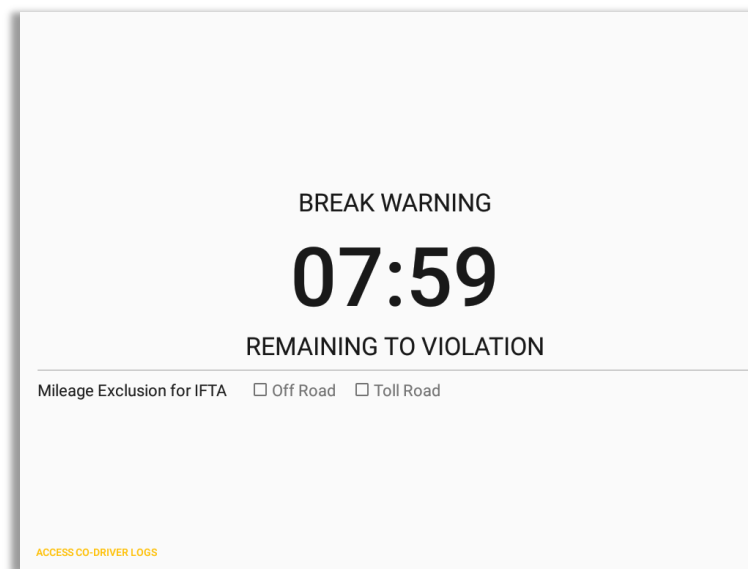 BREAK WARNING
07:59
REMAINING TO VIOLATION
Mileage Exclusion for IFTA Off Road Toll Road
ACCESS CO-DRIVER LOGS